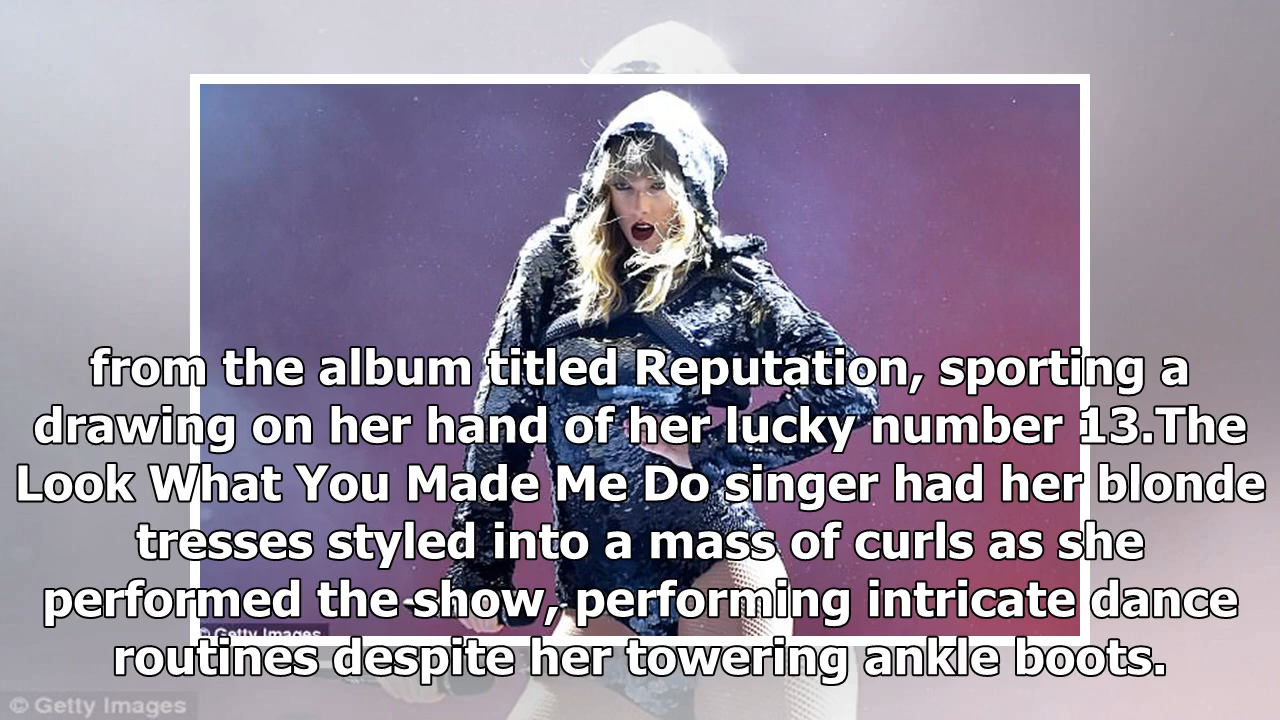 from the album titled Reputation, sporting a
drawing on her hand of her lucky number 13.The
Look What You Made Me Do singer had her blonde
tresses styled into a mass of curls as she
performed the show, performing intricate dance
© Getty Images
routines despite her towering ankle boots.
© Getty Images